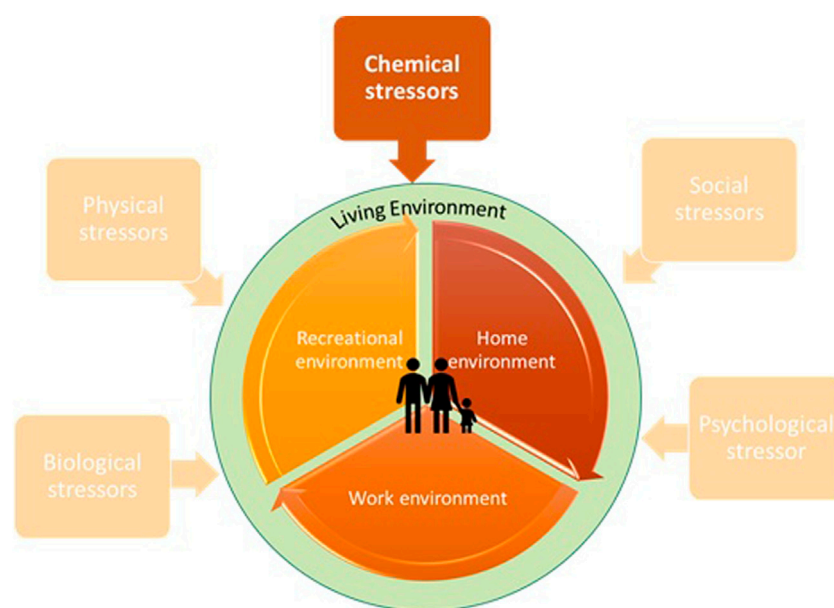 Chemical
stressors
Physical
stressors
Social
stressors
Living Environment
Recreational
environment
Home
environment
Biological
stressors
Psychological
stressor
Work environment